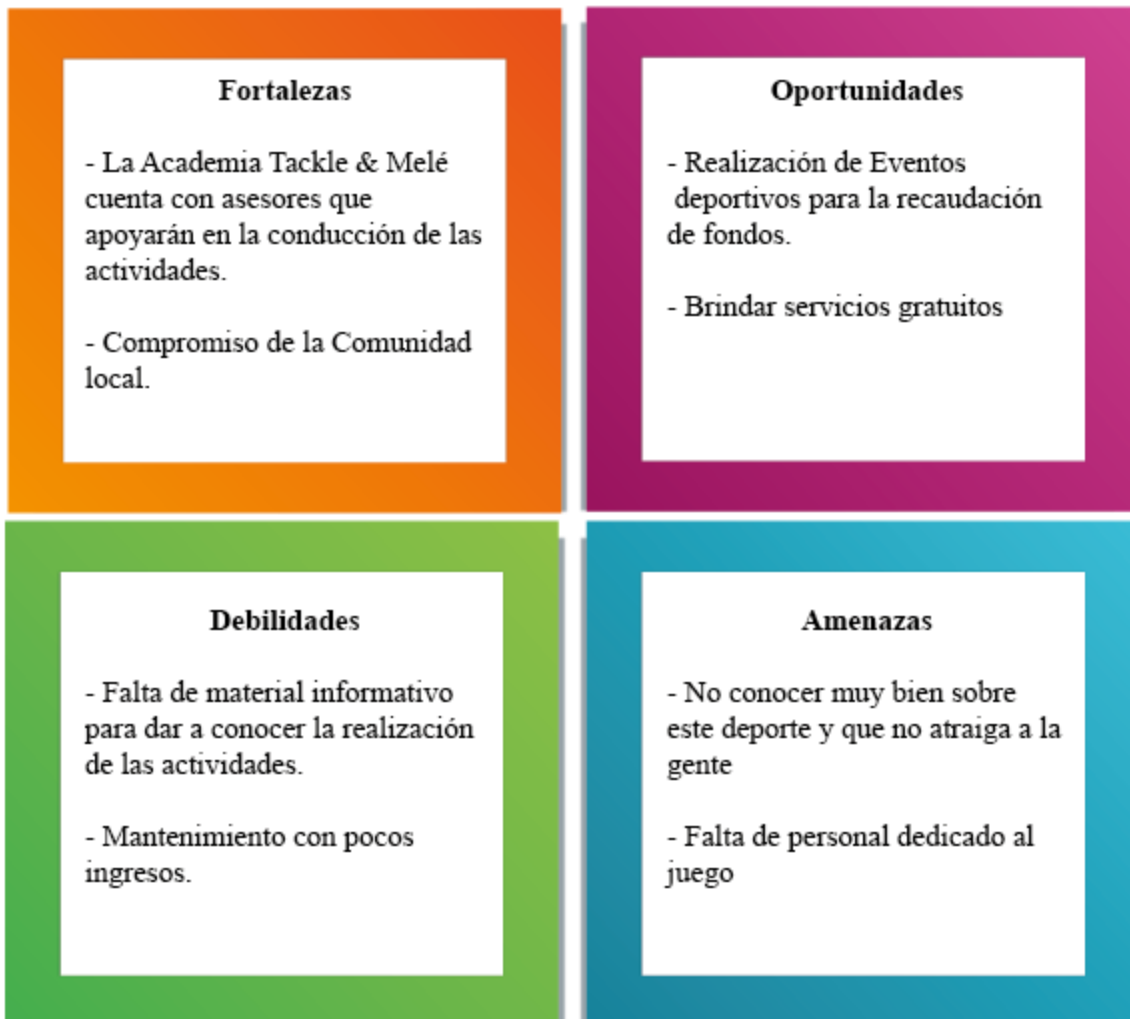 Fortalezas
- La Academia Tackle & Melé
cuenta con asesores que
apoyarán en la conducción de las
actividades.
- Compromiso de la Comunidad
local.
Oportunidades
- Realización de Eventos
deportivos para la recaudación
de fondos.
- Brindar servicios gratuitos
Debilidades
- Falta de material informativo
para dar a conocer la realización
de las actividades.
- Mantenimiento con pocos
ingresos.
Amenazas
- No conocer muy bien sobre
este deporte y que no atraiga a la
gente
- Falta de personal dedicado al
juego